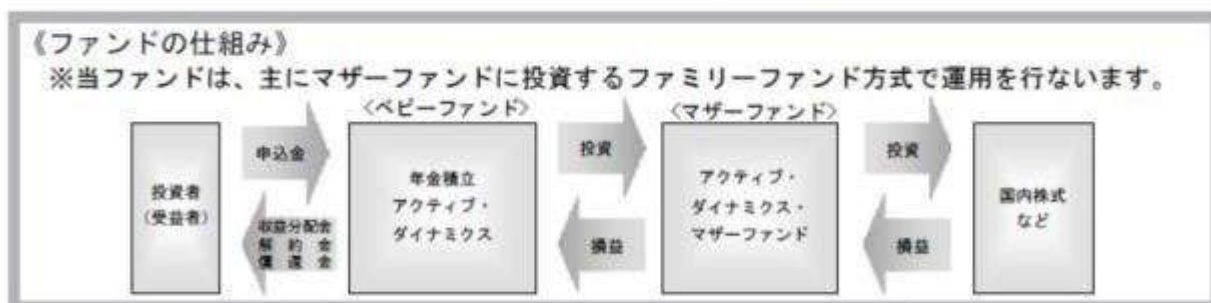 《ファンドの仕組み》
※当ファンドは、主にマザーファンドに投資するファミリーファンド方式で運用を行ないます。
〈ベビーファンド〉
〈マザーファンド〉
投資者
(受益者)
申込金
収益分配金
解約金
償還金
年金積立
アクティブ・
ダイナミクス
投資
損益
アクティブ・
ダイナミクス・
マザーファンド
投資
損益
国内株式
など